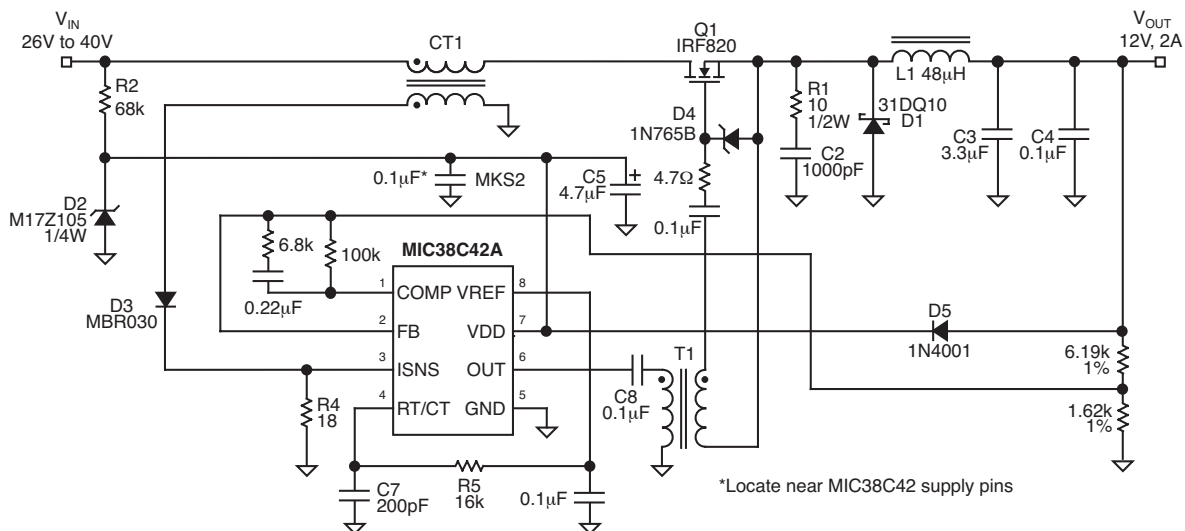 VIN
26V to 40V
CT1
Q1
IRF820
VOUT
12V, 2A
R2
68k
L1 48μH
D4
1N765B
R1
10
1/2W
31DQ10
D1
C2
1000pF
C3
3.3μF
C4
0.1μF
0.1μF*
MKS2
C5
4.7μF
+
4.7Ω
0.1μF
D2
M17Z105
1/4W
6.8k
100k
0.22μF
MIC38C42A
1
COMP
VREF
8
2
FB
VDD
7
3
ISNS
OUT
6
4
RT/CT
GND
5
D3
MBR030
D5
1N4001
6.19k
1%
1.62k
1%
T1
C8
0.1μF
R4
18
C7
200pF
R5
16k
0.1μF
*Locate near MIC38C42 supply pins